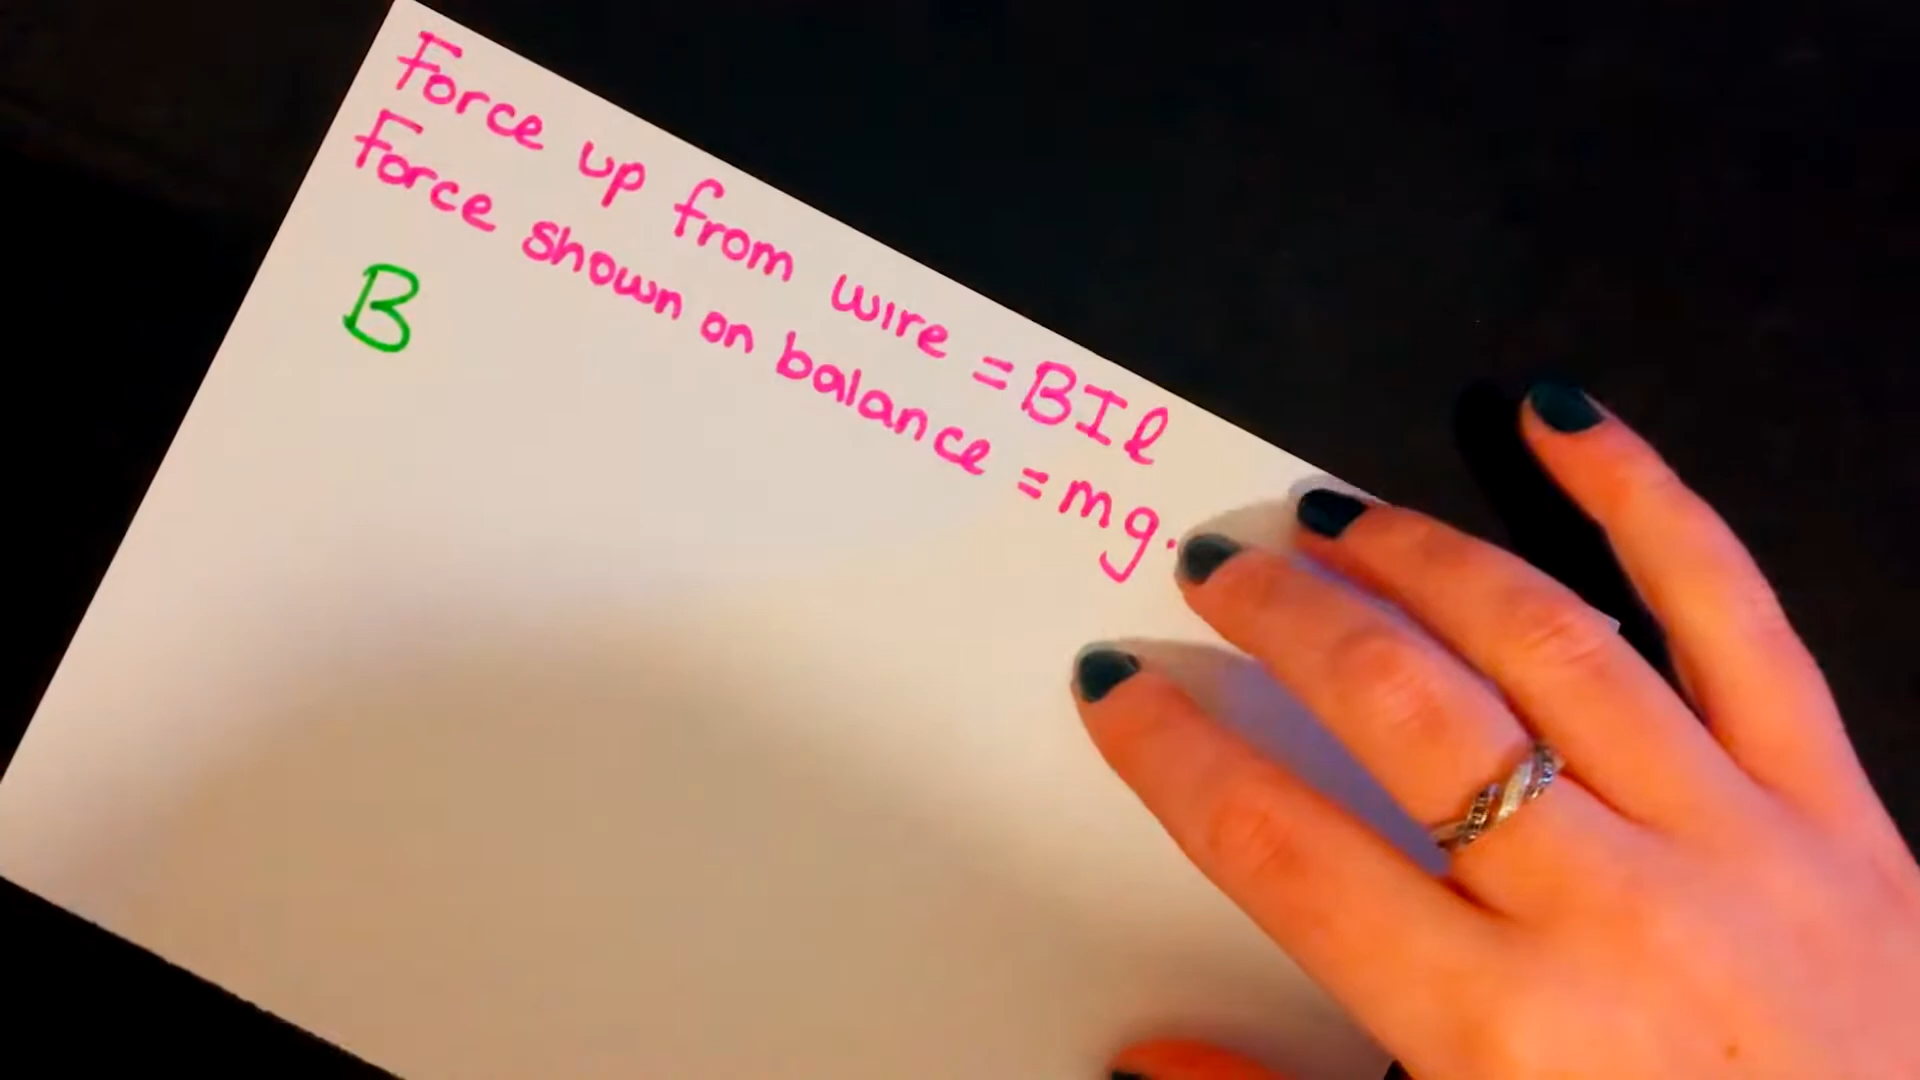 Force up from wire = BIl
Force shown on balance = mg.
B